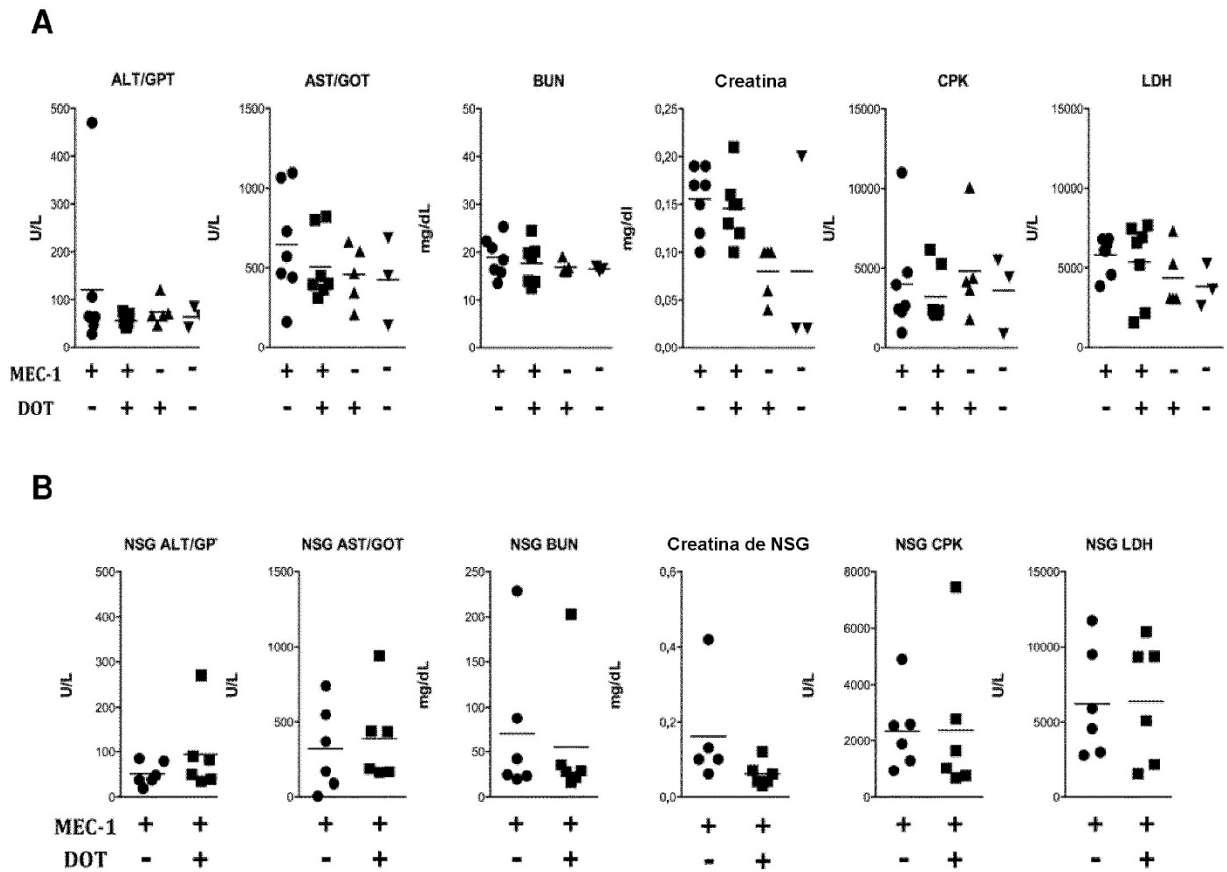 A
ALT/GPT AST/GOT BUN Creatina CPK LDH
500 1500 50 0,25 15000 15000
400 40 0,20
1000 10000 10000
300 30 0,15
U/L U/L mg/dL mg/dl U/L U/L
200 20 0,10
500 5000 5000
100 10 0,05
0 0 0 0,00 0 0
MEC-1 + + - - + + - - + + - - + + - - + + - - + + - -
DOT - + + - - + + - - + + - - + + - - + + - - + + -
B
NSG ALT/GP NSG AST/GOT NSG BUN Creatina de NSG NSG CPK NSG LDH
500 1500 250 0,6 8000 15000
400 200
6000
1000 0,4 10000
300 150
U/L U/L mg/dL mg/dL U/L U/L
4000
200 100
500 0,2 5000
100 50 2000
0 0 0 0,0 0 0
MEC-1 + + + + + + + + + + + +
DOT - + - + - + - + - + - +